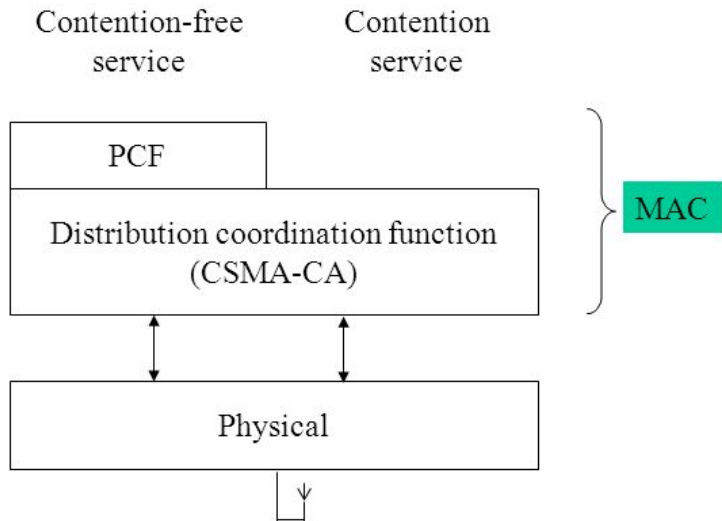 Contention-free
service
Contention
service
PCF
MAC
Distribution coordination function
(CSMA-CA)
Physical